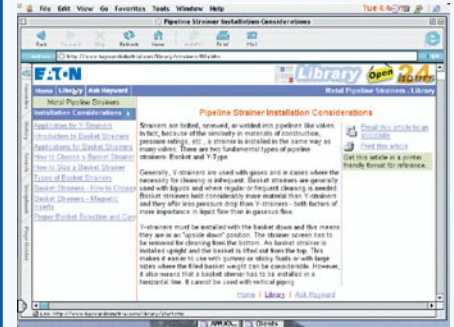 File Edit View Go Favorites Tools Window Help
Pipeline Strainer Installation Considerations
Back
Refresh
Home
Print
Mail
EATON
Library Open 24 hours
Home Library Ask Hayward
Metal Pipeline Strainers - Library
Metal Pipeline Strainers
Installation Considerations
Application for Y Strainers
Introduction to Basket Strainers
Applications for Basket Strainers
How to Choose a Basket Strainer
How to Size a Basket Strainer
Types of Basket Strainers
Basket Strainers - How to Choose
Basket Strainers - Magnetic
Inserts
Proper Basket Selection and
Pipeline Strainer Installation Considerations
Strainers are bolted, screwed, or welded into pipelines like valves.
In fact, because of the similarity in materials of construction,
pressure ratings, etc., a strainer is installed in the same way as
many valves. There are two fundamental types of pipeline
strainers- Basket and Y-Type.
Generally, Y-strainers are used with gases and in cases where the
necessity for cleaning is infrequent. Basket strainers are generally
used with liquids and where regular or frequent cleaning is needed.
Basket strainers hold considerably more material than Y-strainers
and they offer less pressure drop than Y-strainers - both factors of
more importance in liquid flow than in gaseous flow.
Y-strainers must be installed with the basket down and this means
they are in an "upside down" position. The strainer screen has to
be removed for cleaning from the bottom. As basket strainer is
installed upright and the basket is lifted out from the top. This
makes it easier to use with gummy or sticky fluids or with large
sizes where the filled basket weight can be considerable. However,
it also means that a basket strainer has to be installed in a
horizontal line. It cannot be used with vertical piping.
Home | Library | Ask Hayward
Email this article to an
associate
Print this article
Get this article in a printer
friendly format for reference.
Clients